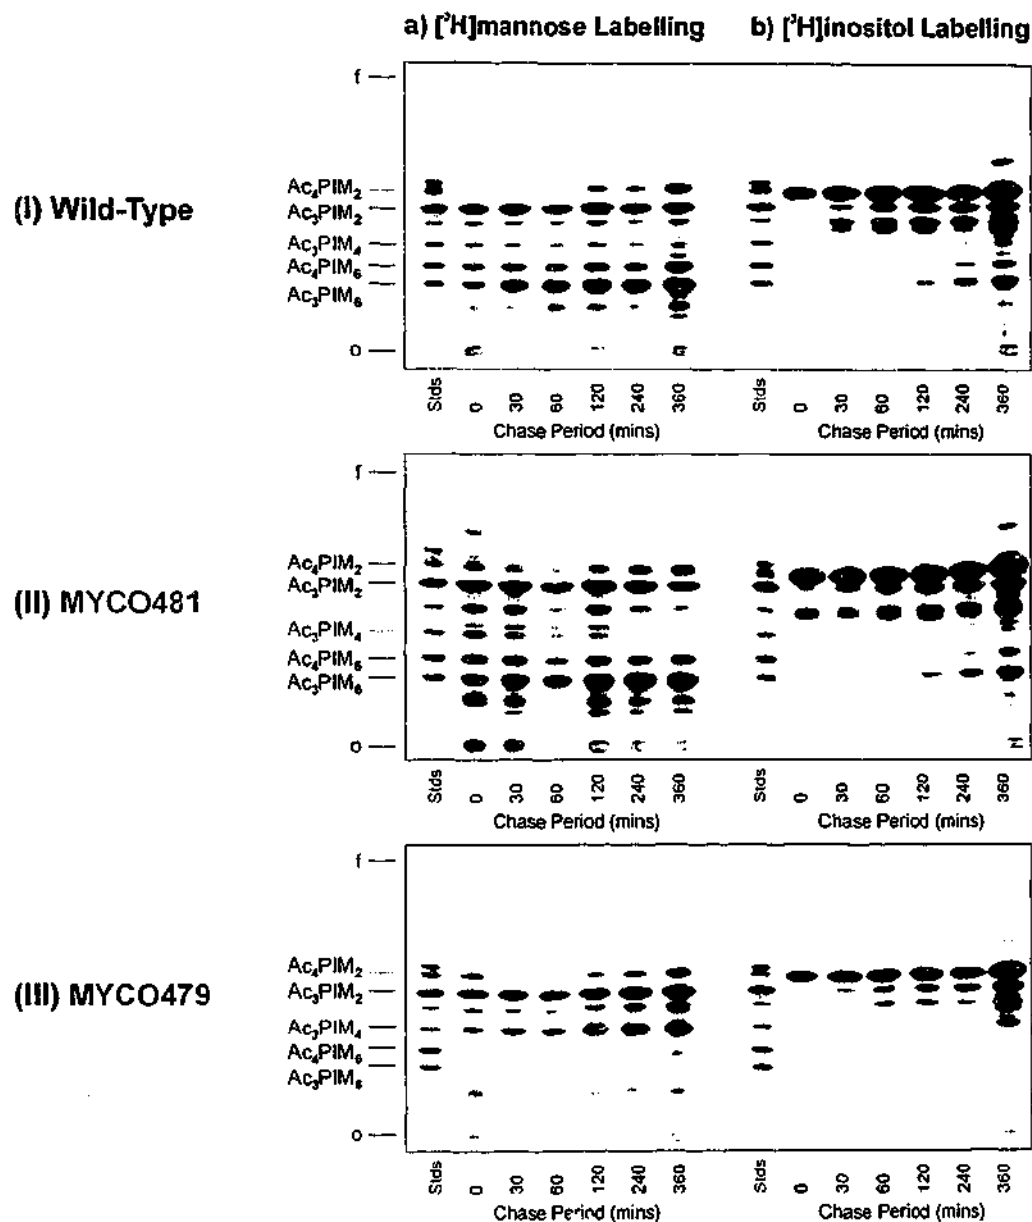 a) [³H]mannose Labelling b) [³H]inositol Labelling
(I) Wild-Type
f
Ac₄PIM₂
Ac₃PIM₂
Ac₃PIM₄
Ac₄PIM₆
Ac₃PIM₆
o
Stds 0 30 60 120 240 360 Stds 0 30 60 120 240 360
Chase Period (mins) Chase Period (mins)
(II) MYCO481
f
Ac₄PIM₂
Ac₃PIM₂
Ac₃PIM₄
Ac₄PIM₆
Ac₃PIM₆
o
Stds 0 30 60 120 240 360 Stds 0 30 60 120 240 360
Chase Period (mins) Chase Period (mins)
(III) MYCO479
f
Ac₄PIM₂
Ac₃PIM₂
Ac₃PIM₄
Ac₄PIM₆
Ac₃PIM₆
o
Stds 0 30 60 120 240 360 Stds 0 30 60 120 240 360
Chase Period (mins) Chase Period (mins)